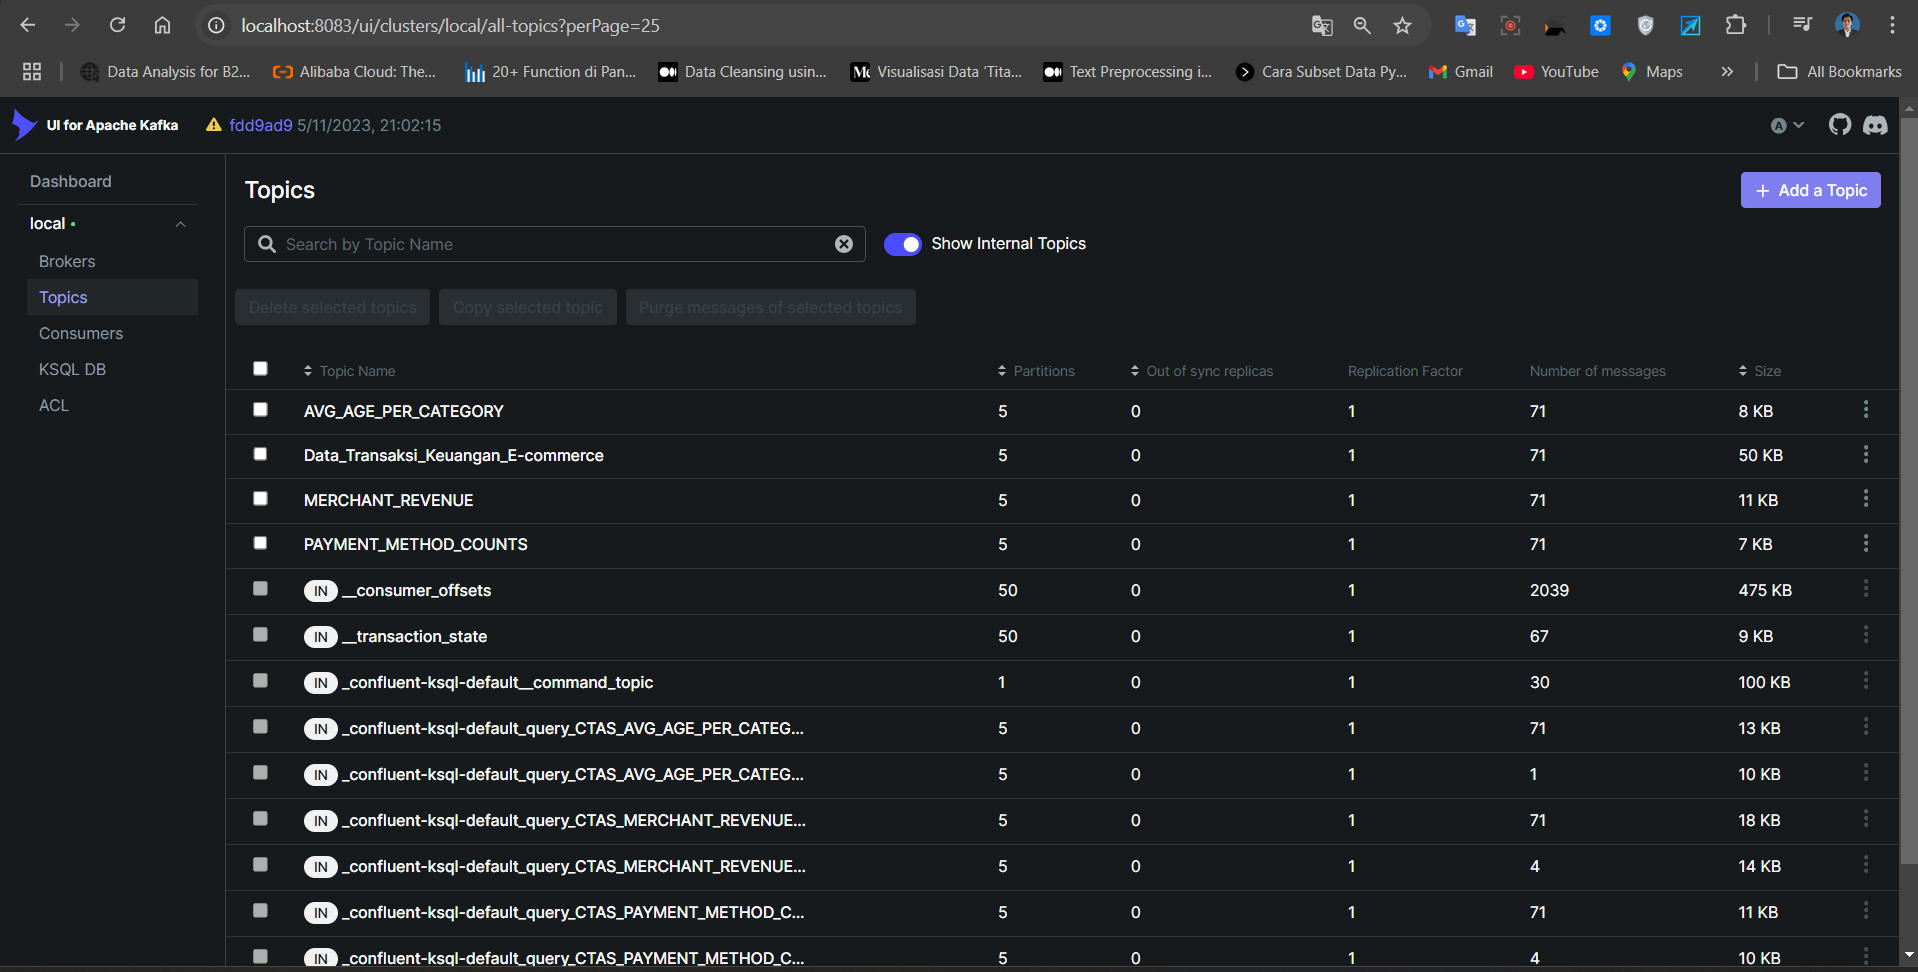 localhost:8083/ui/clusters/local/all-topics?perPage=25
Data Analysis for B2... Alibaba Cloud: The... 20+ Function di Pan... Data Cleansing usin... Visualisasi Data 'Tita... Text Preprocessing i... Cara Subset Data Py... Gmail YouTube Maps » All Bookmarks
UI for Apache Kafka fdd9ad9 5/11/2023, 21:02:15 A
Dashboard
local
Brokers
Topics
Consumers
KSQL DB
ACL
Topics
+ Add a Topic
Search by Topic Name Show Internal Topics
Delete selected topics Copy selected topic Purge messages of selected topics
Topic Name Partitions Out of sync replicas Replication Factor Number of messages Size
AVG_AGE_PER_CATEGORY 5 0 1 71 8 KB
Data_Transaksi_Keuangan_E-commerce 5 0 1 71 50 KB
MERCHANT_REVENUE 5 0 1 71 11 KB
PAYMENT_METHOD_COUNTS 5 0 1 71 7 KB
IN __consumer_offsets 50 0 1 2039 475 KB
IN __transaction_state 50 0 1 67 9 KB
IN _confluent-ksql-default__command_topic 1 0 1 30 100 KB
IN _confluent-ksql-default_query_CTAS_AVG_AGE_PER_CATEG... 5 0 1 71 13 KB
IN _confluent-ksql-default_query_CTAS_AVG_AGE_PER_CATEG... 5 0 1 1 10 KB
IN _confluent-ksql-default_query_CTAS_MERCHANT_REVENUE... 5 0 1 71 18 KB
IN _confluent-ksql-default_query_CTAS_MERCHANT_REVENUE... 5 0 1 4 14 KB
IN _confluent-ksql-default_query_CTAS_PAYMENT_METHOD_C... 5 0 1 71 11 KB
IN _confluent-ksql-default_query_CTAS_PAYMENT_METHOD_C... 5 0 1 4 10 KB